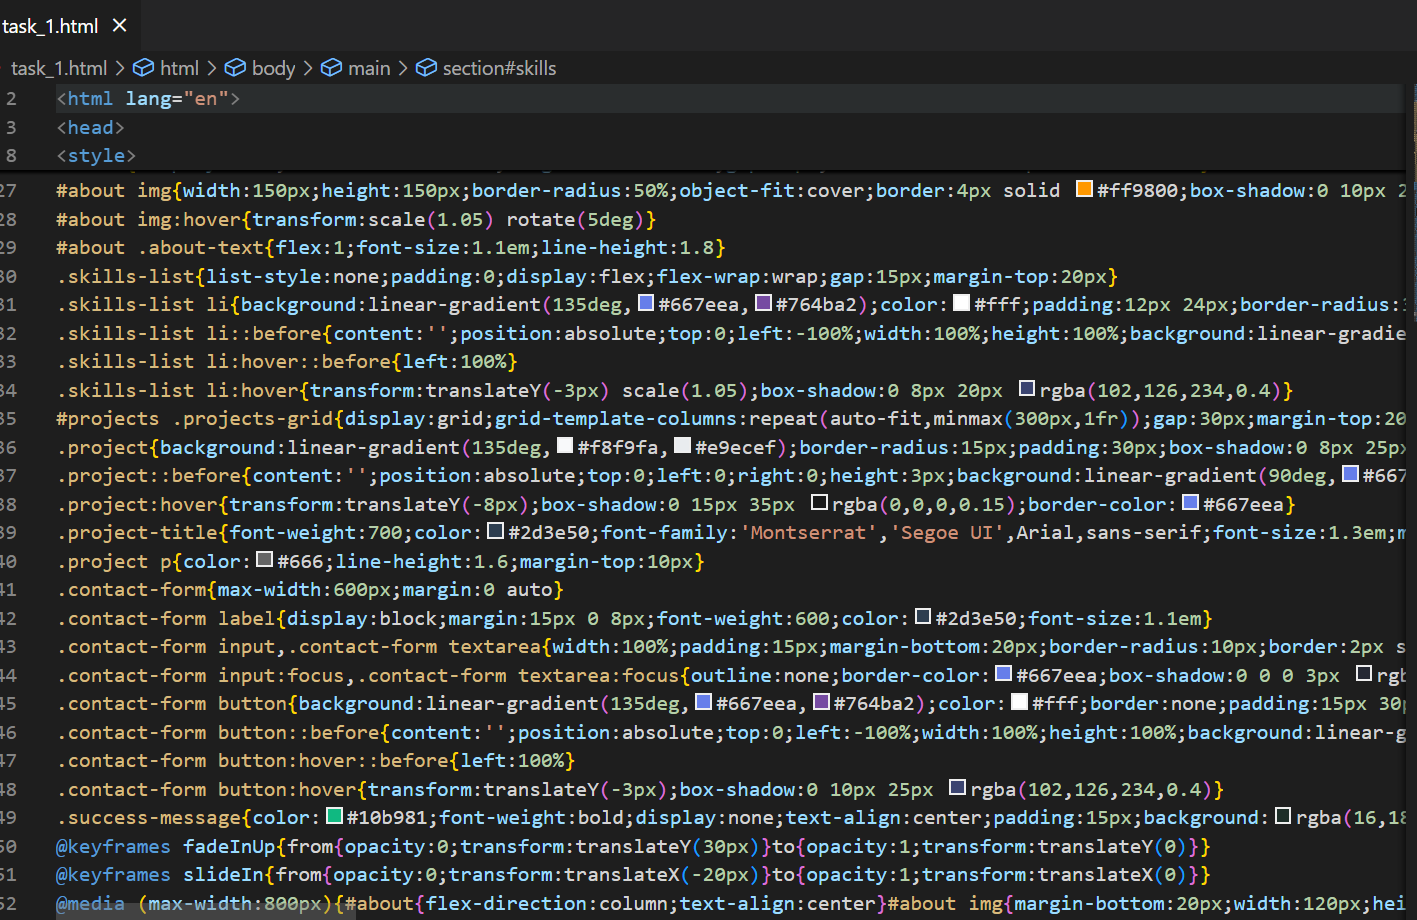 task_1.html ×
task_1.html > html > body > main > section#skills
2 <html lang="en">
3 <head>
8 <style>
27 #about img{width:150px;height:150px;border-radius:50%;object-fit:cover;border:4px solid #ff9800;box-shadow:0 10px 2
28 #about img:hover{transform:scale(1.05) rotate(5deg)}
29 #about .about-text{flex:1;font-size:1.1em;line-height:1.8}
30 .skills-list{list-style:none;padding:0;display:flex;flex-wrap:wrap;gap:15px;margin-top:20px}
31 .skills-list li{background:linear-gradient(135deg,#667eea,#764ba2);color:#fff;padding:12px 24px;border-radius:
32 .skills-list li::before{content:'';position:absolute;top:0;left:-100%;width:100%;height:100%;background:linear-gradie
33 .skills-list li:hover::before{left:100%}
34 .skills-list li:hover{transform:translateY(-3px) scale(1.05);box-shadow:0 8px 20px rgba(102,126,234,0.4)}
35 #projects .projects-grid{display:grid;grid-template-columns:repeat(auto-fit,minmax(300px,1fr));gap:30px;margin-top:20
36 .project{background:linear-gradient(135deg,#f8f9fa,#e9ecef);border-radius:15px;padding:30px;box-shadow:0 8px 25px
37 .project::before{content:'';position:absolute;top:0;left:0;right:0;height:3px;background:linear-gradient(90deg,#667
38 .project:hover{transform:translateY(-8px);box-shadow:0 15px 35px rgba(0,0,0,0.15);border-color:#667eea}
39 .project-title{font-weight:700;color:#2d3e50;font-family:'Montserrat','Segoe UI',Arial,sans-serif;font-size:1.3em;m
40 .project p{color:#666;line-height:1.6;margin-top:10px}
41 .contact-form{max-width:600px;margin:0 auto}
42 .contact-form label{display:block;margin:15px 0 8px;font-weight:600;color:#2d3e50;font-size:1.1em}
43 .contact-form input,.contact-form textarea{width:100%;padding:15px;margin-bottom:20px;border-radius:10px;border:2px s
44 .contact-form input:focus,.contact-form textarea:focus{outline:none;border-color:#667eea;box-shadow:0 0 0 3px rgb
45 .contact-form button{background:linear-gradient(135deg,#667eea,#764ba2);color:#fff;border:none;padding:15px 30p
46 .contact-form button::before{content:'';position:absolute;top:0;left:-100%;width:100%;height:100%;background:linear-g
47 .contact-form button:hover::before{left:100%}
48 .contact-form button:hover{transform:translateY(-3px);box-shadow:0 10px 25px rgba(102,126,234,0.4)}
49 .success-message{color:#10b981;font-weight:bold;display:none;text-align:center;padding:15px;background:rgba(16,18
50 @keyframes fadeInUp{from{opacity:0;transform:translateY(30px)}to{opacity:1;transform:translateY(0)}}
51 @keyframes slideIn{from{opacity:0;transform:translateX(-20px)}to{opacity:1;transform:translateX(0)}}
52 @media (max-width:800px){#about{flex-direction:column;text-align:center}#about img{margin-bottom:20px;width:120px;hei